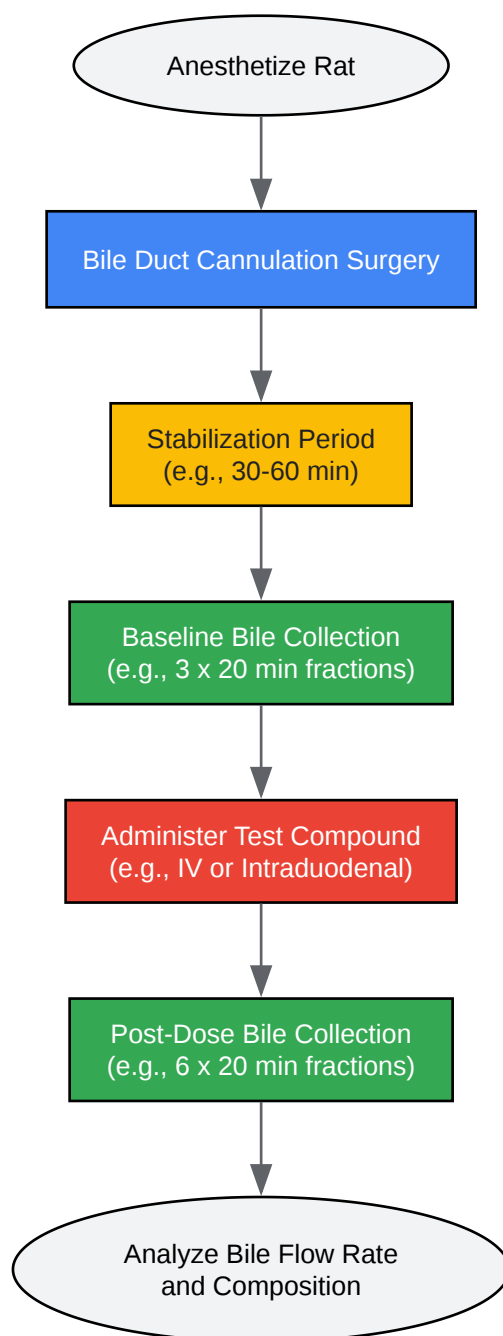 Anesthetize Rat
Bile Duct Cannulation Surgery
Stabilization Period
(e.g., 30-60 min)
Baseline Bile Collection
(e.g., 3 x 20 min fractions)
Administer Test Compound
(e.g., IV or Intraduodenal)
Post-Dose Bile Collection
(e.g., 6 x 20 min fractions)
Analyze Bile Flow Rate
and Composition